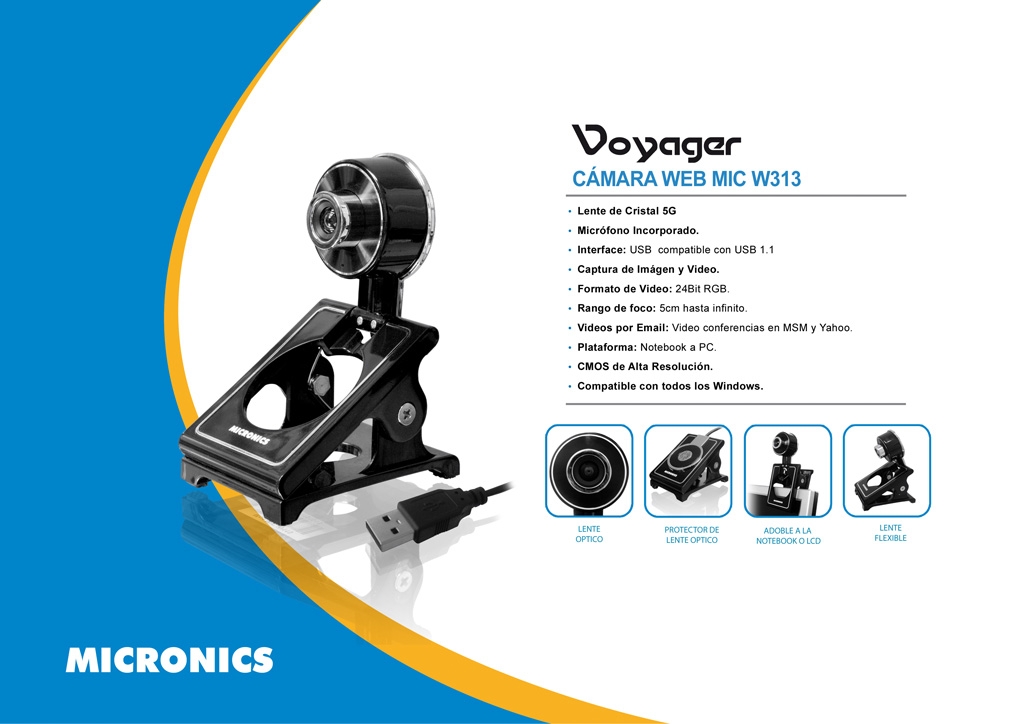 Voyager
CÁMARA WEB MIC W313
• Lente de Cristal 5G
• Micrófono Incorporado.
• Interface: USB compatible con USB 1.1
• Captura de Imágen y Video.
• Formato de Video: 24Bit RGB.
• Rango de foco: 5cm hasta infinito.
• Videos por Email: Video conferencias en MSM y Yahoo.
• Plataforma: Notebook a PC.
• CMOS de Alta Resolución.
• Compatible con todos los Windows.
MICRONICS
LENTE
OPTICO
PROTECTOR DE
LENTE OPTICO
ADOBLE A LA
NOTEBOOK O LCD
LENTE
FLEXIBLE
MICRONICS